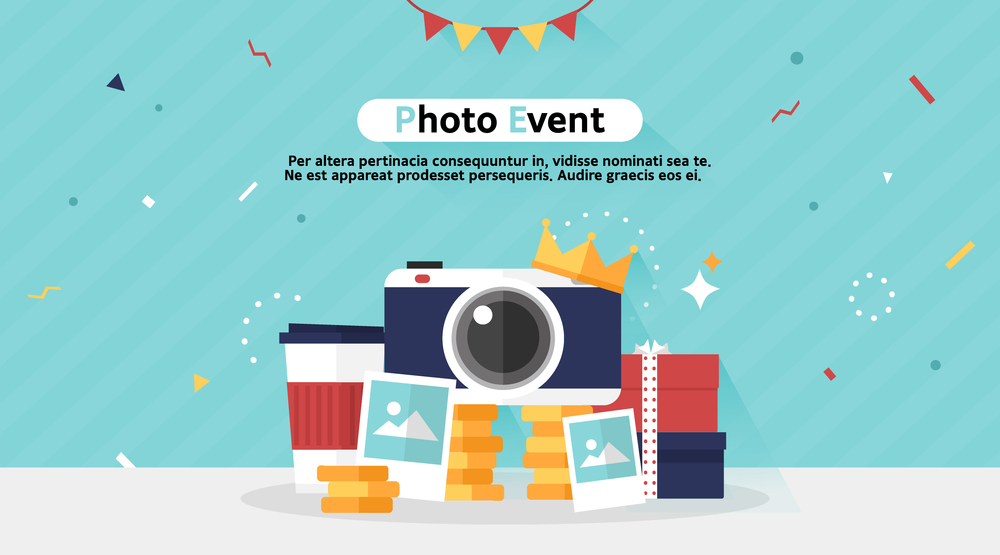 Photo Event
Per altera pertinacia consequuntur in, vidisse nominati sea te.
Ne est appareat prodesset persequeris. Audire graecis eos ei.